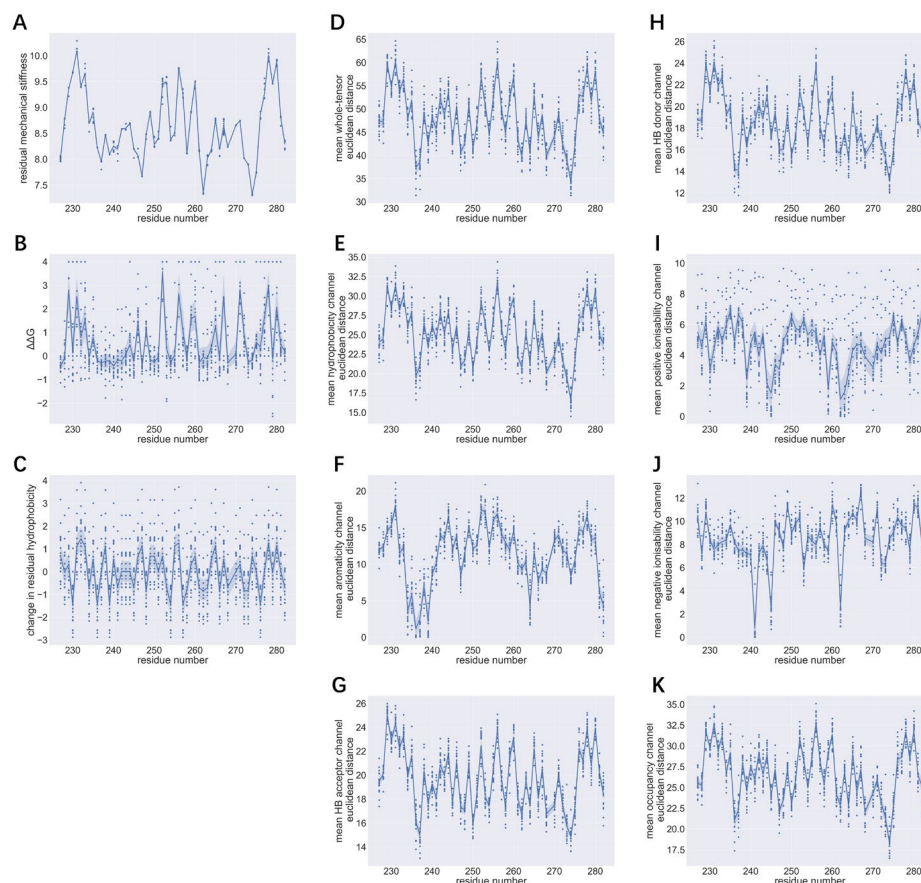 A
residual mechanical stiffness
10.0
9.5
9.0
8.5
8.0
7.5
230 240 250 260 270 280
residue number
B
ΔΔG
4
3
2
1
0
−1
−2
230 240 250 260 270 280
residue number
C
change in residual hydrophobicity
4
3
2
1
0
−1
−2
−3
230 240 250 260 270 280
residue number
D
mean whole-tensor
euclidean distance
65
60
55
50
45
40
35
30
230 240 250 260 270 280
residue number
E
mean hydrophobicity channel
euclidean distance
35.0
32.5
30.0
27.5
25.0
22.5
20.0
17.5
15.0
230 240 250 260 270 280
residue number
F
mean aromaticity channel
euclidean distance
20
15
10
5
0
230 240 250 260 270 280
residue number
G
mean HB acceptor channel
euclidean distance
26
24
22
20
18
16
14
230 240 250 260 270 280
residue number
H
mean HB donor channel
euclidean distance
26
24
22
20
18
16
14
12
230 240 250 260 270 280
residue number
I
mean positive ionisability channel
euclidean distance
10
8
6
4
2
0
230 240 250 260 270 280
residue number
J
mean negative ionisability channel
euclidean distance
12
10
8
6
4
2
0
230 240 250 260 270 280
residue number
K
mean occupancy channel
euclidean distance
35.0
32.5
30.0
27.5
25.0
22.5
20.0
17.5
230 240 250 260 270 280
residue number